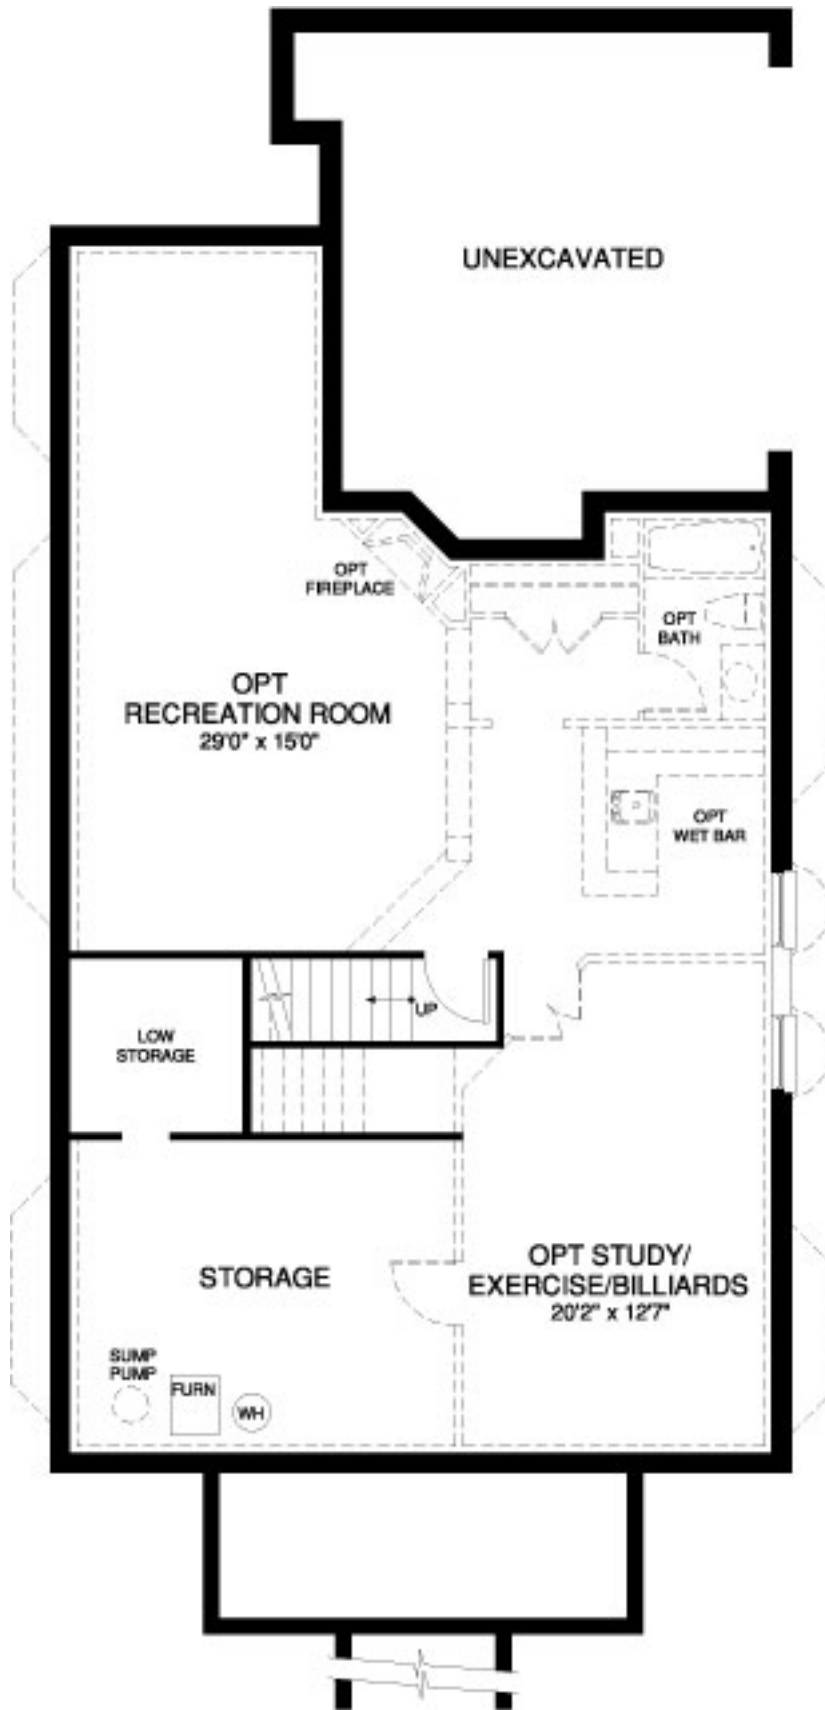 UNEXCAVATED
OPT
FIREPLACE
OPT
BATH
OPT
RECREATION ROOM
29'0" x 15'0"
OPT
WET BAR
UP
LOW
STORAGE
STORAGE
OPT STUDY/
EXERCISE/BILLIARDS
20'2" x 12'7"
SUMP
PUMP
FURN
WH